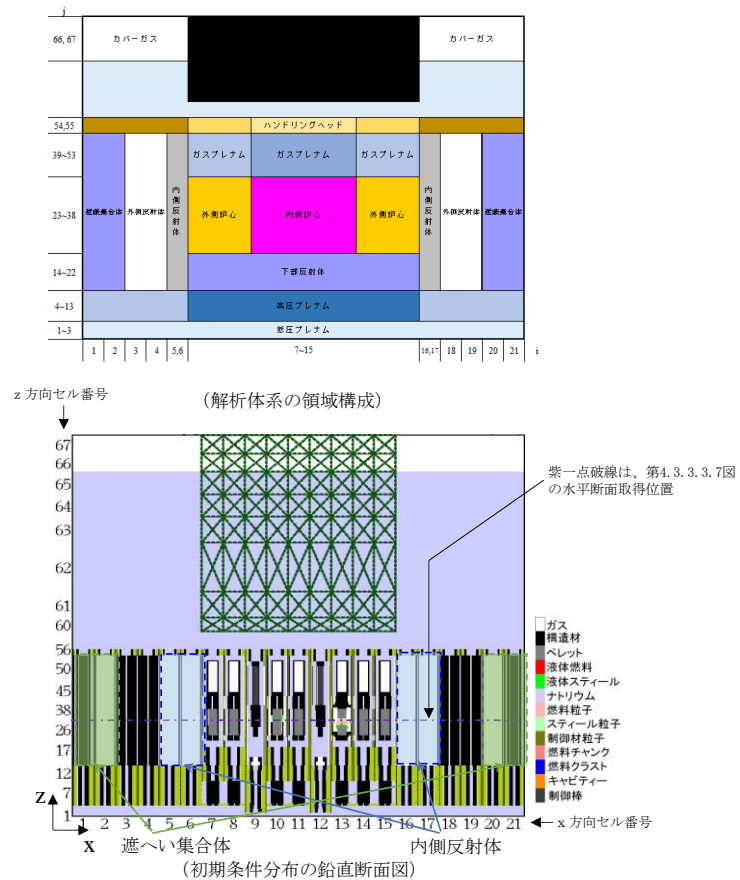 j
66,67
カバーガス
カバーガス
54,55
ハンドリングヘッド
39~53
ガスプレナム
ガスプレナム
ガスプレナム
23~38
遮蔽集合体
外側反射体
内側反射体
外側炉心
内側炉心
外側炉心
内側反射体
外側反射体
遮蔽集合体
14~22
下部反射体
4~13
高圧プレナム
1~3
低圧プレナム
1 2 3 4 5,6 7~15 16,17 18 19 20 21 i
z 方向セル番号
(解析体系の領域構成)
67
66
65
64
63
62
61
60
56
50
45
38
26
17
12
7
1
紫一点破線は、第4.3.3.3.7図
の水平断面取得位置
ガス
構造材
ペレット
液体燃料
液体スティール
ナトリウム
燃料粒子
スティール粒子
制御材粒子
燃料チャンク
燃料クラスト
キャビティー
制御棒
Z
X
1 2 3 4 5 6 7 8 9 10 11 12 13 14 15 16 17 18 19 20 21
x 方向セル番号
遮へい集合体
内側反射体
(初期条件分布の鉛直断面図)